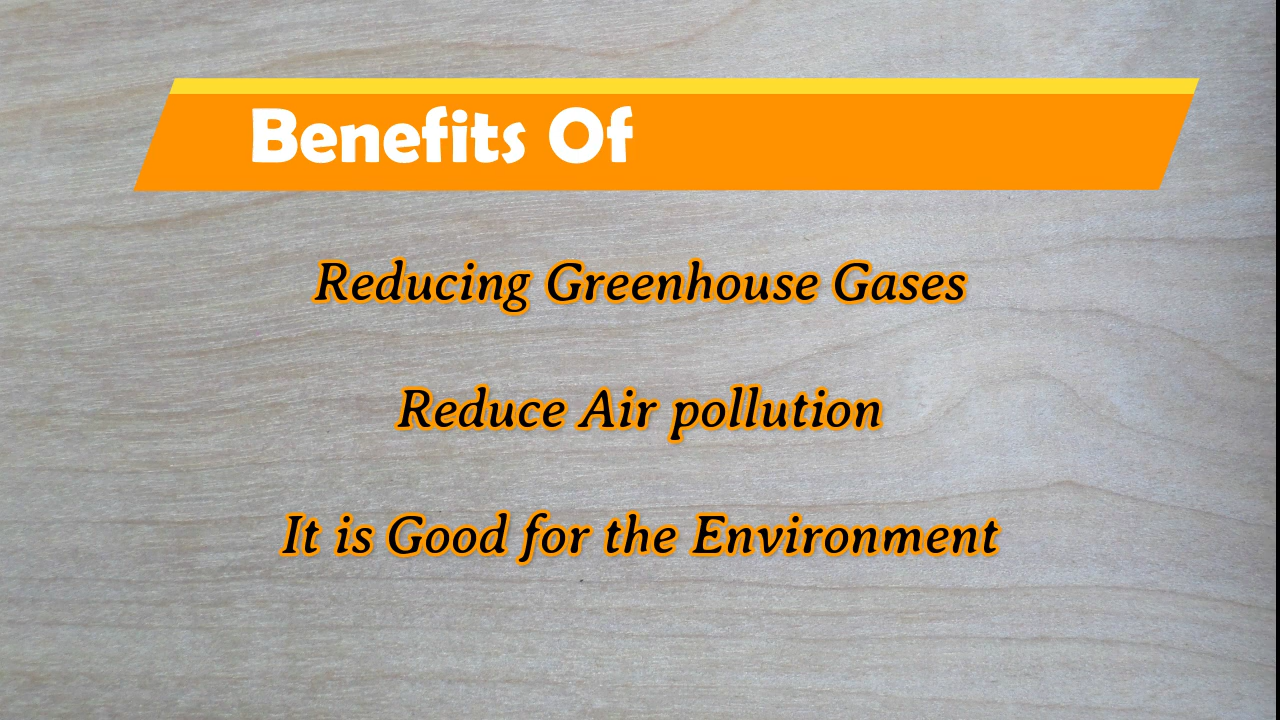 Benefits Of
Reducing Greenhouse Gases
Reduce Air pollution
It is Good for the Environment